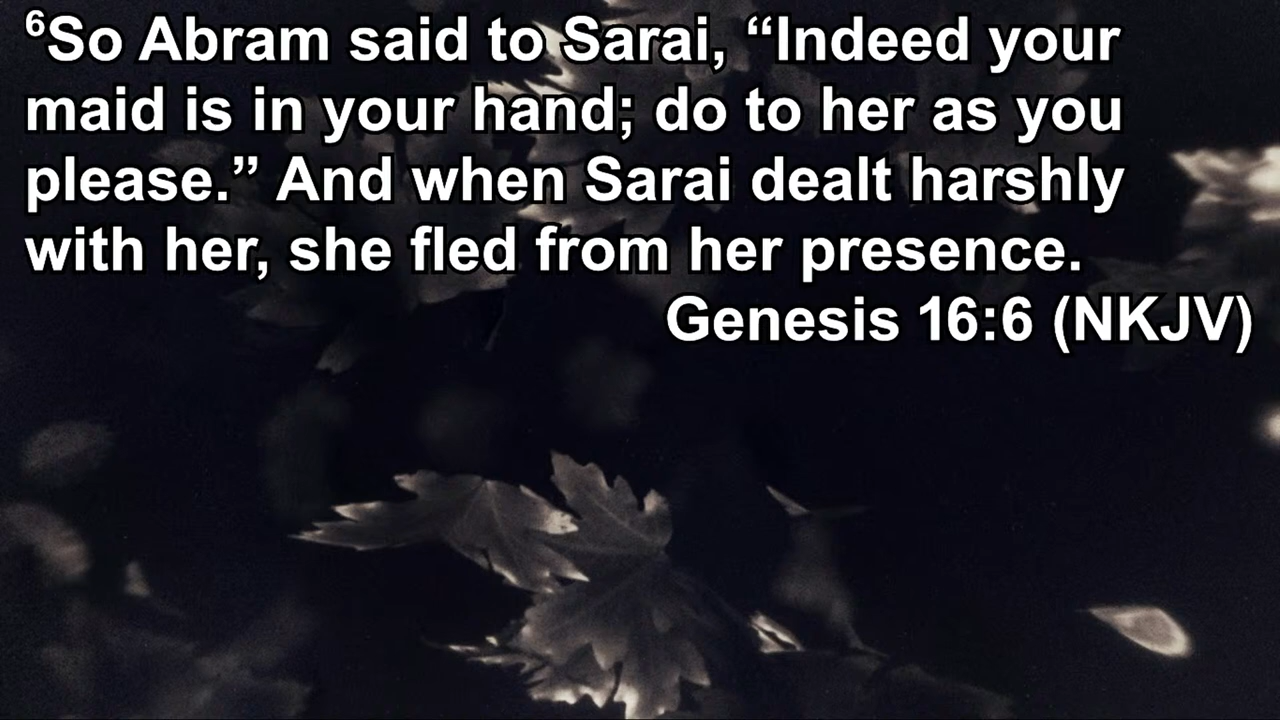 ⁶So Abram said to Sarai, “Indeed your
maid is in your hand; do to her as you
please.” And when Sarai dealt harshly
with her, she fled from her presence.
Genesis 16:6 (NKJV)